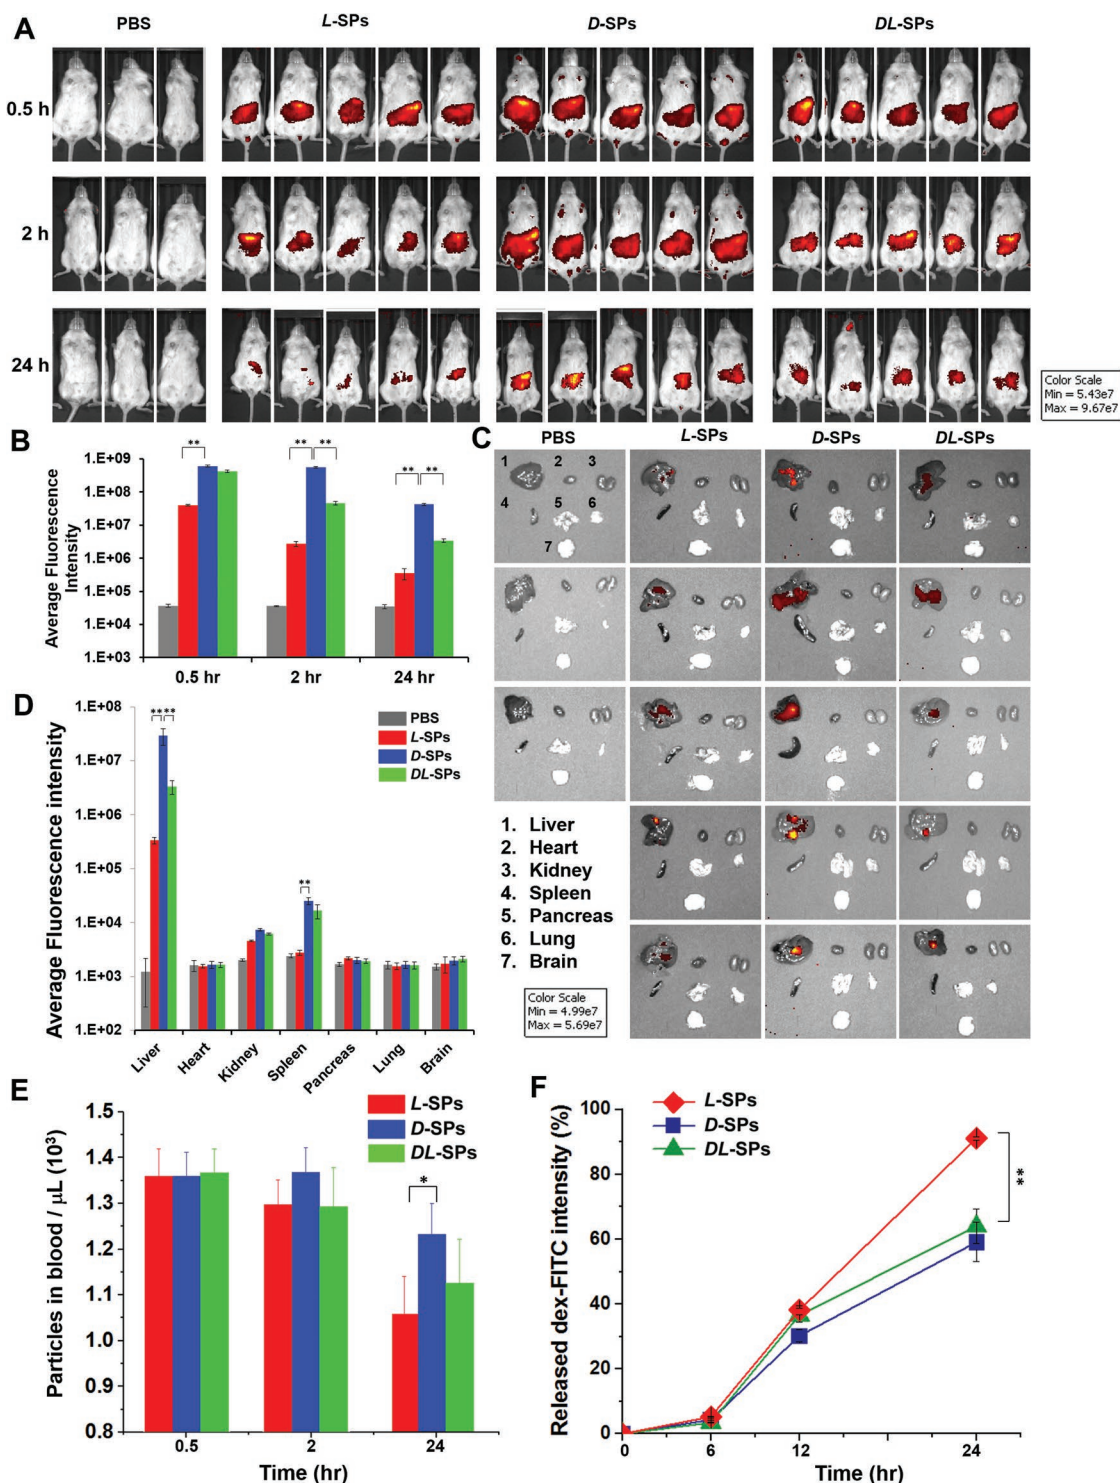 A
PBS
L-SPs
D-SPs
DL-SPs
0.5 h
2 h
24 h
Color Scale
Min = 5.43e7
Max = 9.67e7
B
Average Fluorescence
Intensity
1.E+09
1.E+08
1.E+07
1.E+06
1.E+05
1.E+04
1.E+03
** ** ** ** **
0.5 hr 2 hr 24 hr
C
PBS
L-SPs
D-SPs
DL-SPs
1 2 3
4 5 6
7
1. Liver
2. Heart
3. Kidney
4. Spleen
5. Pancreas
6. Lung
7. Brain
Color Scale
Min = 4.99e7
Max = 5.69e7
D
Average Fluorescence intensity
1.E+08
1.E+07
1.E+06
1.E+05
1.E+04
1.E+03
1.E+02
** ** **
PBS
L-SPs
D-SPs
DL-SPs
Liver Heart Kidney Spleen Pancreas Lung Brain
E
Particles in blood / μL (10³)
1.5
1.4
1.3
1.2
1.1
1.0
0.9
0.8
L-SPs
D-SPs
DL-SPs
*
0.5 2 24
Time (hr)
F
Released dex-FITC intensity (%)
100
80
60
40
20
0
L-SPs
D-SPs
DL-SPs
**
0 6 12 24
Time (hr)